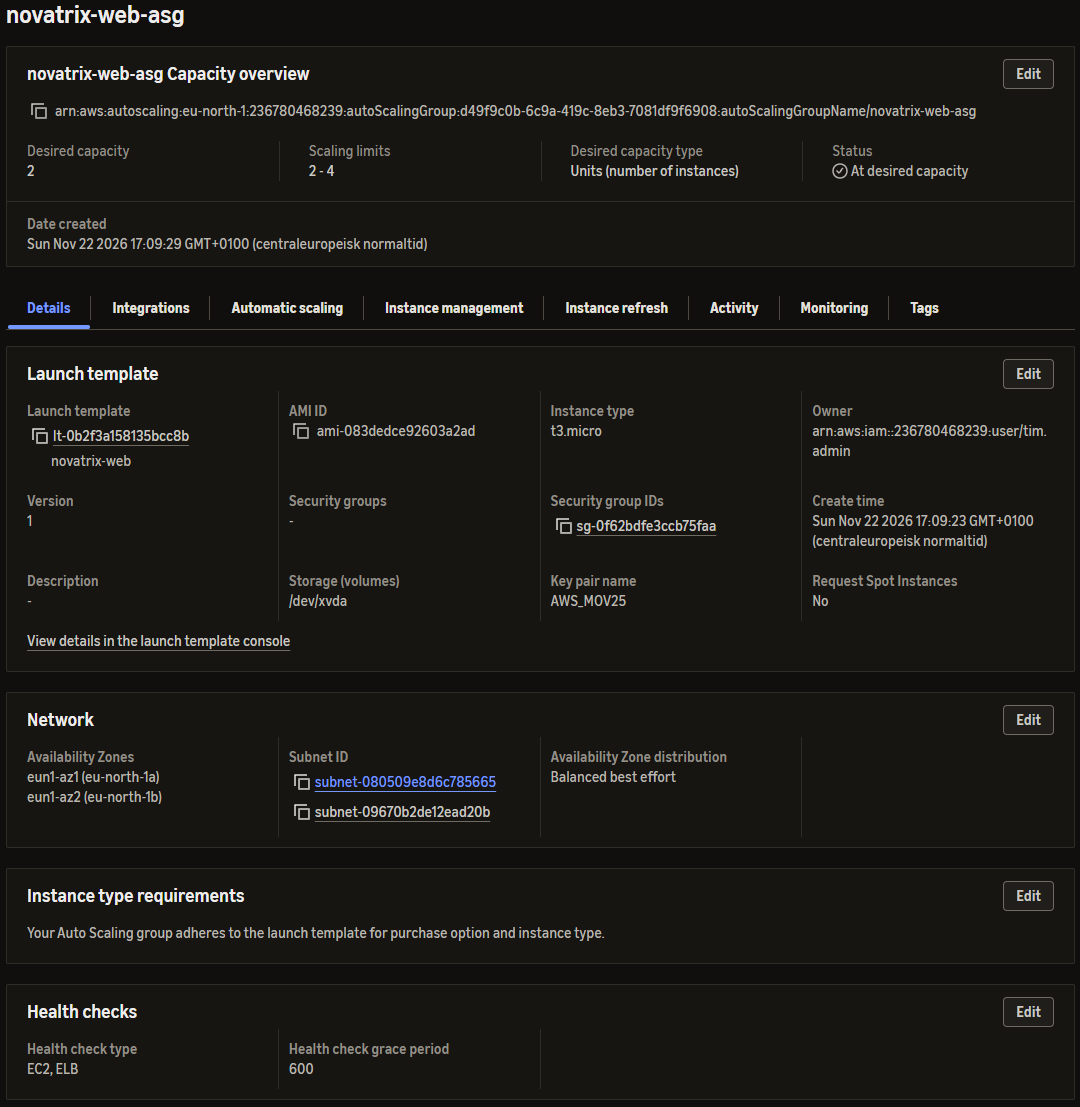 novatrix-web-asg
novatrix-web-asg Capacity overview
Edit
arn:aws:autoscaling:eu-north-1:236780468239:autoScalingGroup:d49f9c0b-6c9a-419c-8eb3-7081df9f6908:autoScalingGroupName/novatrix-web-asg
Desired capacity
2
Scaling limits
2 - 4
Desired capacity type
Units (number of instances)
Status
At desired capacity
Date created
Sun Nov 22 2026 17:09:29 GMT+0100 (centraleuropeisk normaltid)
Details
Integrations
Automatic scaling
Instance management
Instance refresh
Activity
Monitoring
Tags
Launch template
Edit
Launch template
lt-0b2f3a158135bcc8b
novatrix-web
AMI ID
ami-083dedce92603a2ad
Instance type
t3.micro
Owner
arn:aws:iam::236780468239:user/tim.
admin
Version
1
Security groups
-
Security group IDs
sg-0f62bdfe3ccb75faa
Create time
Sun Nov 22 2026 17:09:23 GMT+0100
(centraleuropeisk normaltid)
Description
-
Storage (volumes)
/dev/xvda
Key pair name
AWS_MOV25
Request Spot Instances
No
View details in the launch template console
Network
Edit
Availability Zones
eun1-az1 (eu-north-1a)
eun1-az2 (eu-north-1b)
Subnet ID
subnet-080509e8d6c785665
subnet-09670b2de12ead20b
Availability Zone distribution
Balanced best effort
Instance type requirements
Edit
Your Auto Scaling group adheres to the launch template for purchase option and instance type.
Health checks
Edit
Health check type
EC2, ELB
Health check grace period
600